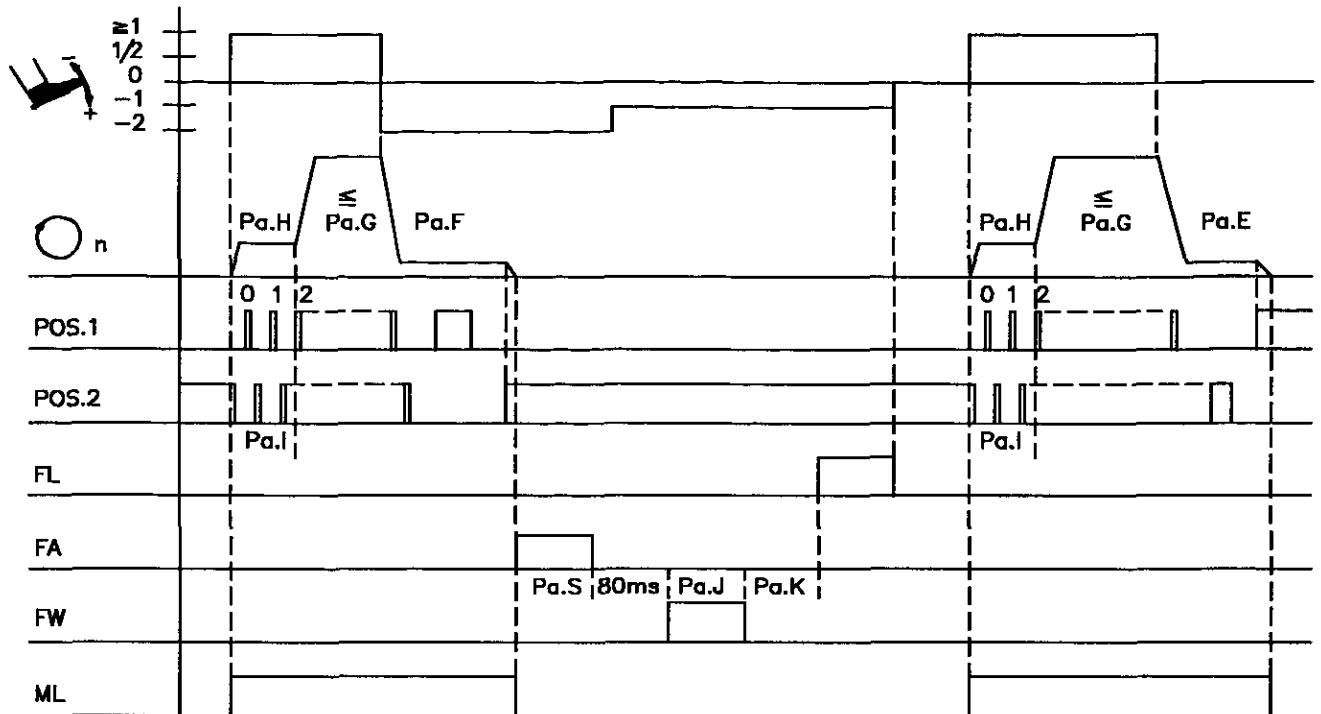 ≥1
1/2
0
-1
-2
- +
Pa.H ≤ Pa.G Pa.F Pa.H ≤ Pa.G Pa.E
n
0 1 2 0 1 2
POS.1
POS.2
Pa.I Pa.I
FL
FA
Pa.S 80ms Pa.J Pa.K
FW
ML